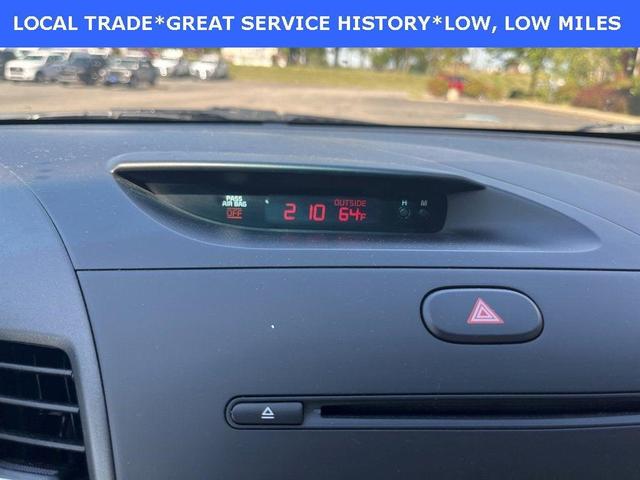 LOCAL TRADE*GREAT SERVICE HISTORY*LOW, LOW MILES
PASS
AIR BAG
OFF
2 10
OUTSIDE
64F
H M